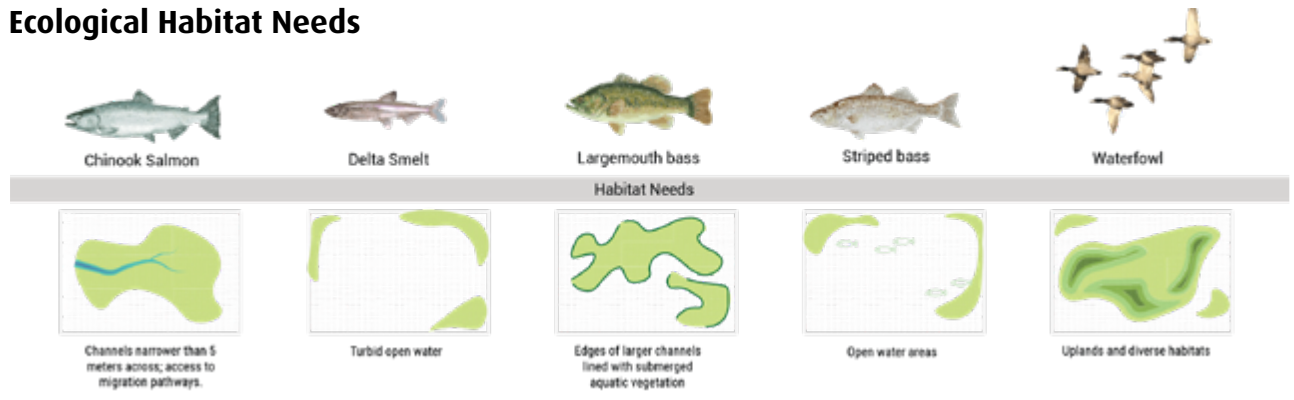 Ecological Habitat Needs
Chinook Salmon
Delta Smelt
Largemouth bass
Striped bass
Waterfowl
Habitat Needs
Channels narrower than 5
meters across; access to
migration pathways.
Turbid open water
Edges of larger channels
lined with submerged
aquatic vegetation
Open water areas
Uplands and diverse habitats